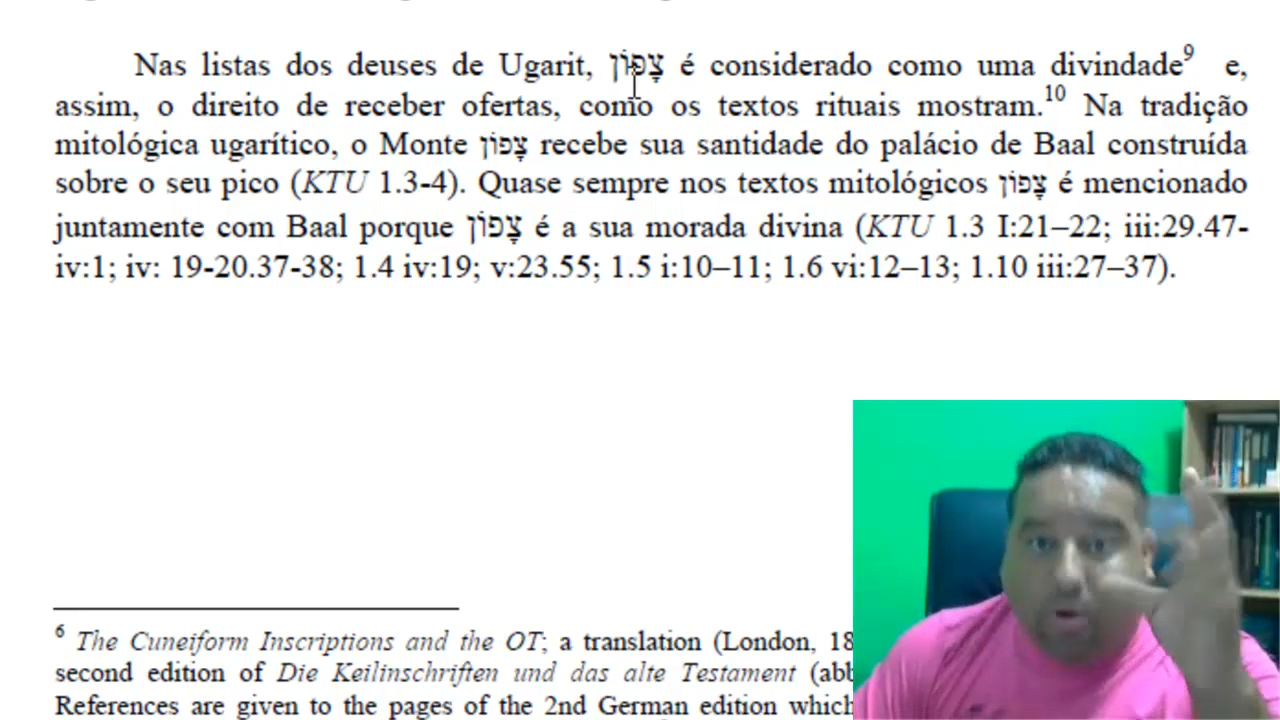 Nas listas dos deuses de Ugarit, צָפוֹן é considerado como uma divindade⁹ e,
assim, o direito de receber ofertas, como os textos rituais mostram.¹⁰ Na tradição
mitológica ugarítico, o Monte צָפוֹן recebe sua santidade do palácio de Baal construída
sobre o seu pico (KTU 1.3-4). Quase sempre nos textos mitológicos צָפוֹן é mencionado
juntamente com Baal porque צָפוֹן é a sua morada divina (KTU 1.3 I:21–22; iii:29.47-
iv:1; iv: 19-20.37-38; 1.4 iv:19; v:23.55; 1.5 i:10–11; 1.6 vi:12–13; 1.10 iii:27–37).
⁶ The Cuneiform Inscriptions and the OT; a translation (London, 18
second edition of Die Keilinschriften und das alte Testament (abb
References are given to the pages of the 2nd German edition which